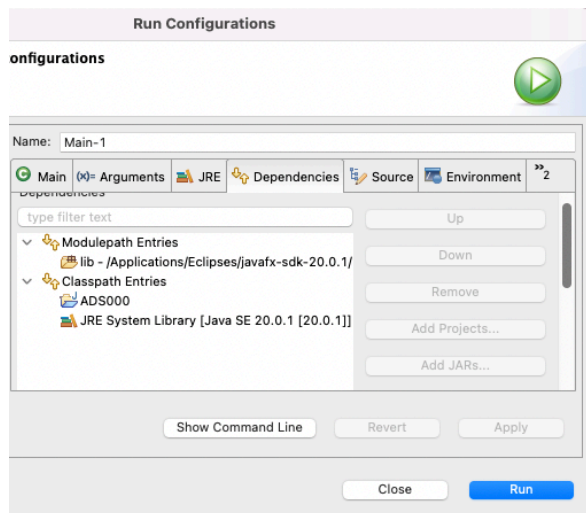 Run Configurations
onfigurations
Name: Main-1
Main (x)= Arguments JRE Dependencies Source Environment »2
Dependencies
type filter text
Modulepath Entries
lib - /Applications/Eclipses/javafx-sdk-20.0.1/
Classpath Entries
ADS000
JRE System Library [Java SE 20.0.1 [20.0.1]]
Up
Down
Remove
Add Projects...
Add JARs...
Show Command Line Revert Apply
Close Run